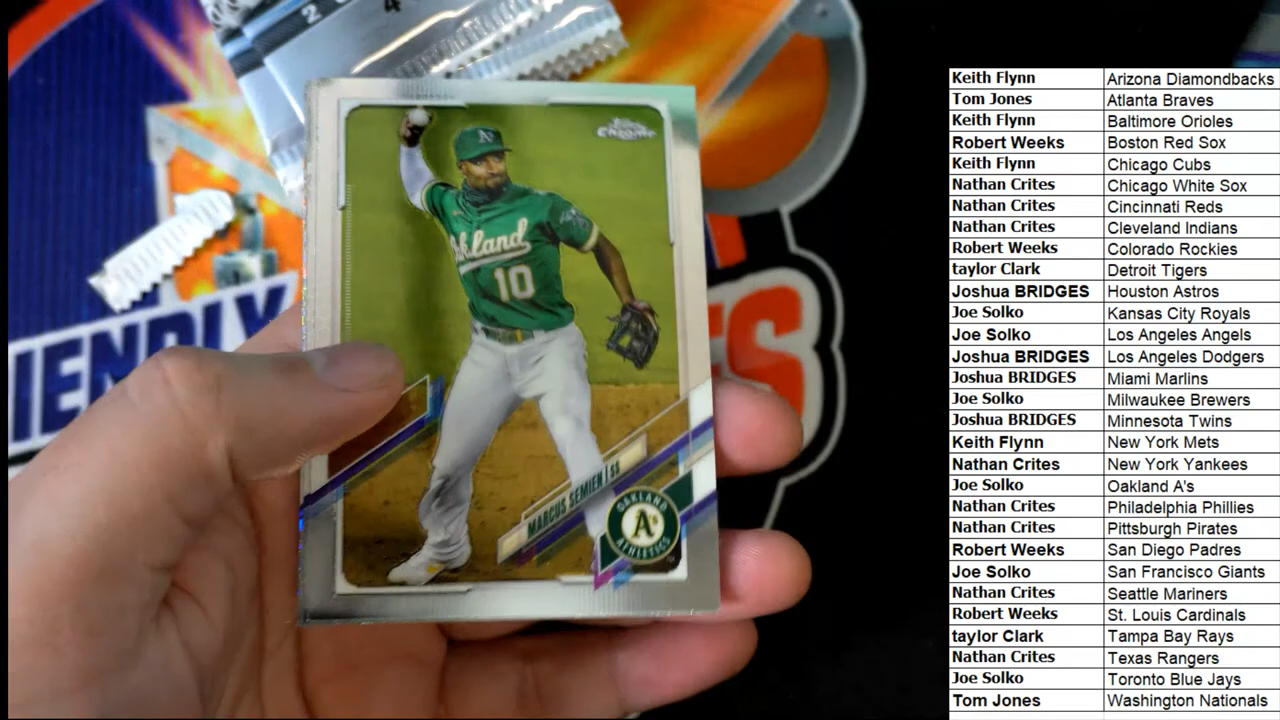 2
4
IENDLY
ES
Topps
Chrome
N
Oakland
10
MARCUS SEMIEN | SS
OAKLAND
A's
ATHLETICS
Keith Flynn Arizona Diamondbacks
Tom Jones Atlanta Braves
Keith Flynn Baltimore Orioles
Robert Weeks Boston Red Sox
Keith Flynn Chicago Cubs
Nathan Crites Chicago White Sox
Nathan Crites Cincinnati Reds
Nathan Crites Cleveland Indians
Robert Weeks Colorado Rockies
taylor Clark Detroit Tigers
Joshua BRIDGES Houston Astros
Joe Solko Kansas City Royals
Joe Solko Los Angeles Angels
Joshua BRIDGES Los Angeles Dodgers
Joshua BRIDGES Miami Marlins
Joe Solko Milwaukee Brewers
Joshua BRIDGES Minnesota Twins
Keith Flynn New York Mets
Nathan Crites New York Yankees
Joe Solko Oakland A's
Nathan Crites Philadelphia Phillies
Nathan Crites Pittsburgh Pirates
Robert Weeks San Diego Padres
Joe Solko San Francisco Giants
Nathan Crites Seattle Mariners
Robert Weeks St. Louis Cardinals
taylor Clark Tampa Bay Rays
Nathan Crites Texas Rangers
Joe Solko Toronto Blue Jays
Tom Jones Washington Nationals